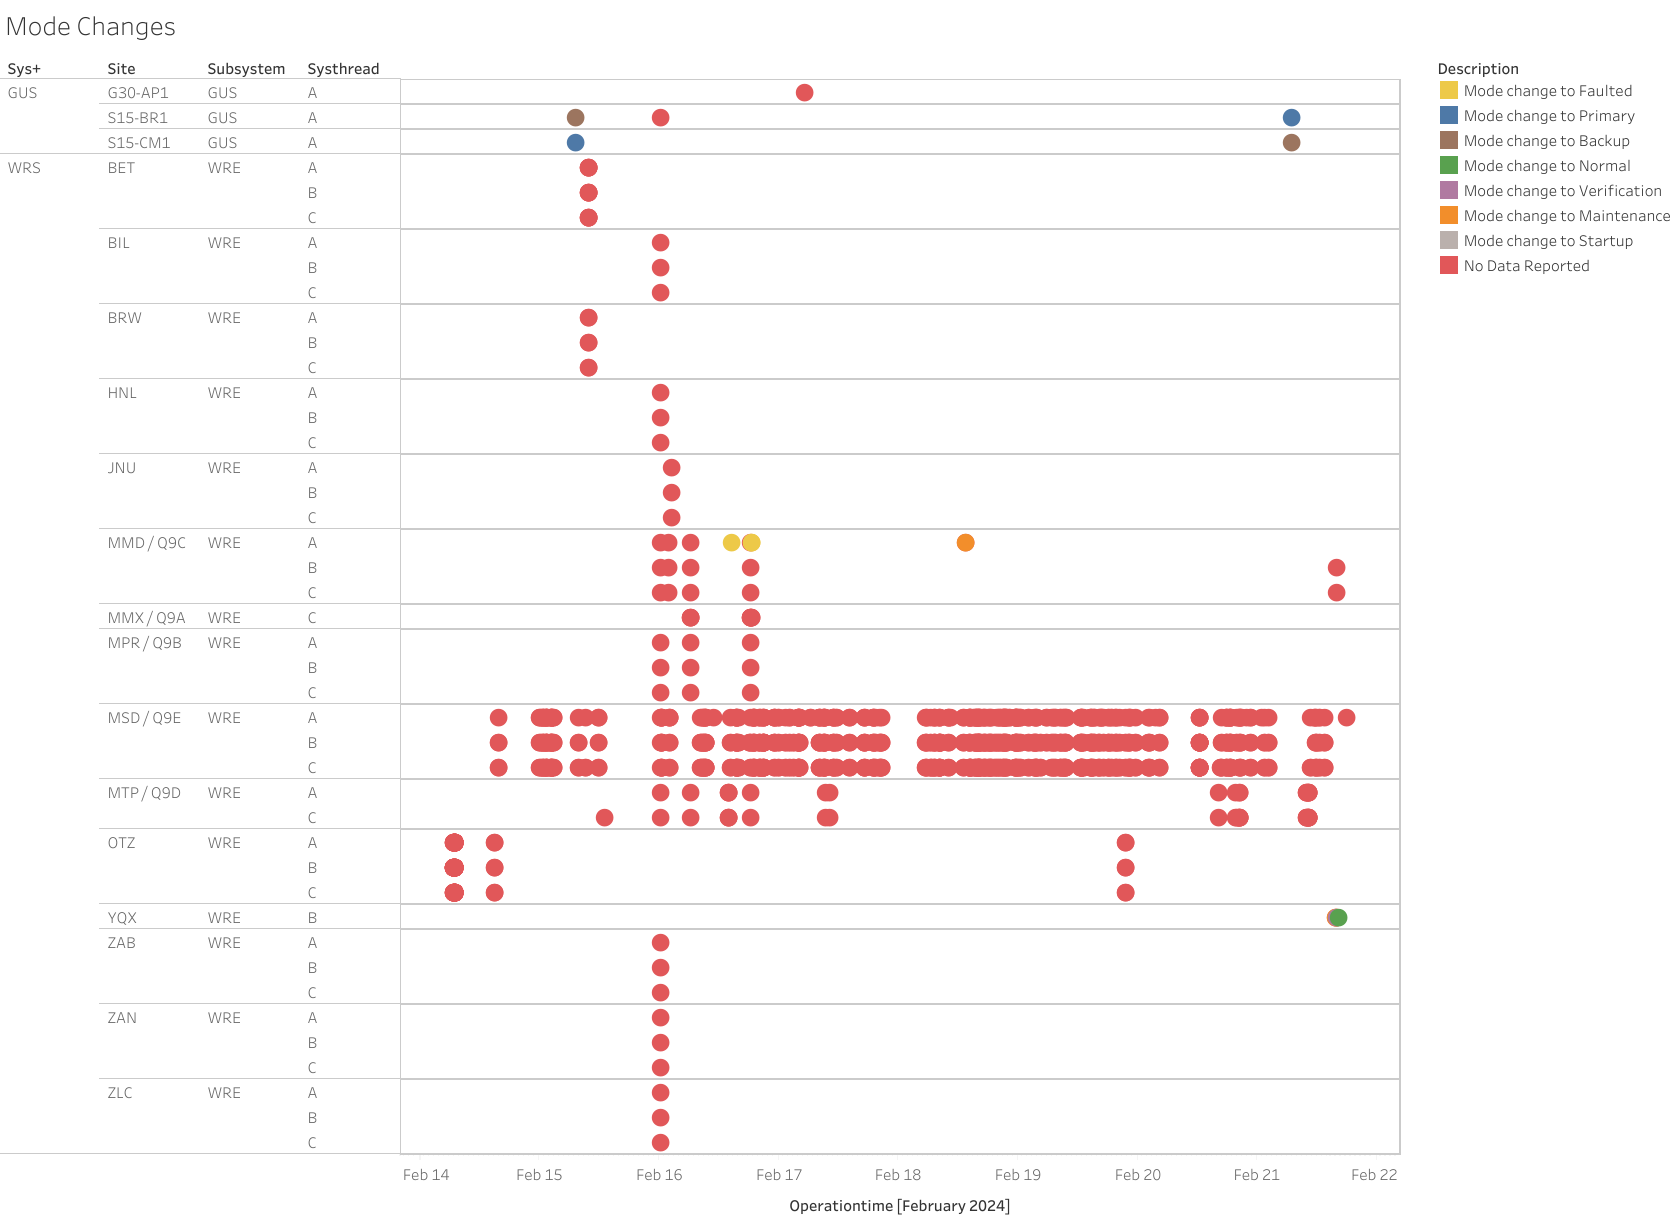 Mode Changes
Sys+ Site Subsystem Systhread Description
GUS G30-AP1 GUS A Mode change to Faulted
S15-BR1 GUS A Mode change to Primary
S15-CM1 GUS A Mode change to Backup
WRS BET WRE A Mode change to Normal
B Mode change to Verification
C Mode change to Maintenance
BIL WRE A Mode change to Startup
B No Data Reported
C
BRW WRE A
B
C
HNL WRE A
B
C
JNU WRE A
B
C
MMD / Q9C WRE A
B
C
MMX / Q9A WRE C
MPR / Q9B WRE A
B
C
MSD / Q9E WRE A
B
C
MTP / Q9D WRE A
C
OTZ WRE A
B
C
YQX WRE B
ZAB WRE A
B
C
ZAN WRE A
B
C
ZLC WRE A
B
C
Feb 14 Feb 15 Feb 16 Feb 17 Feb 18 Feb 19 Feb 20 Feb 21 Feb 22
Operationtime [February 2024]